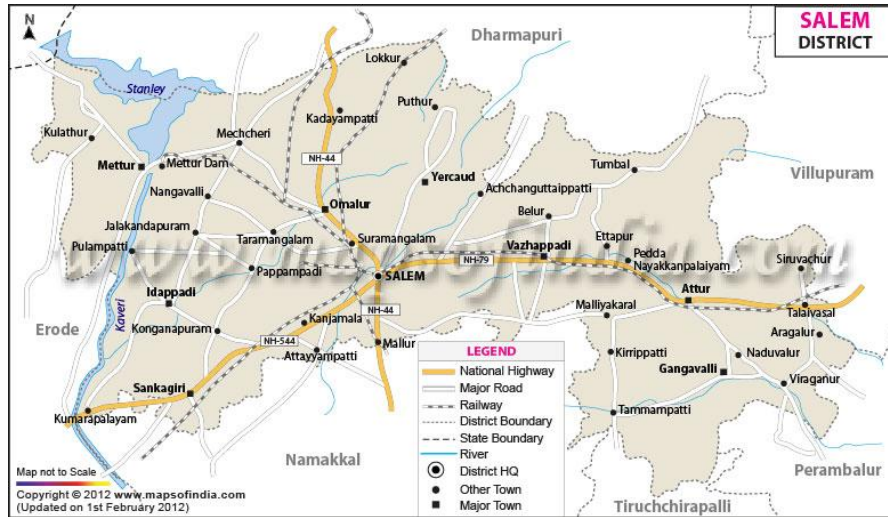 N
SALEM
DISTRICT
Dharmapuri
Lokkur
Stanley
Puthur
Kadayampatti
Kulathur
Mechcheri
NH-44
Mettur
Mettur Dam
Yercaud
Tumbal
Villupuram
Nangavalli
Achchanguttaippatti
Omalur
Belur
Jalakandapuram
Taramangalam
Suramangalam
Ettapur
Pulampatti
Vazhappadi
Pedda
Nayakkanpalaiyam
Siruvachur
www.mapsofindia.com
Pappampadi
SALEM
NH-79
Idappadi
Attur
Kaveri
Erode
Konganapuram
Kanjamala
NH-44
Malliyakaral
Talaivasal
NH-544
Mallur
Aragalur
Attayyampatti
Kirrippatti
Naduvalur
Gangavalli
Viraganur
Sankagiri
Kumarapalayam
Tammampatti
Namakkal
Perambalur
Tiruchchirapalli
LEGEND
National Highway
Major Road
Railway
District Boundary
State Boundary
River
District HQ
Other Town
Major Town
Map not to Scale
Copyright © 2012 www.mapsofindia.com
(Updated on 1st February 2012)